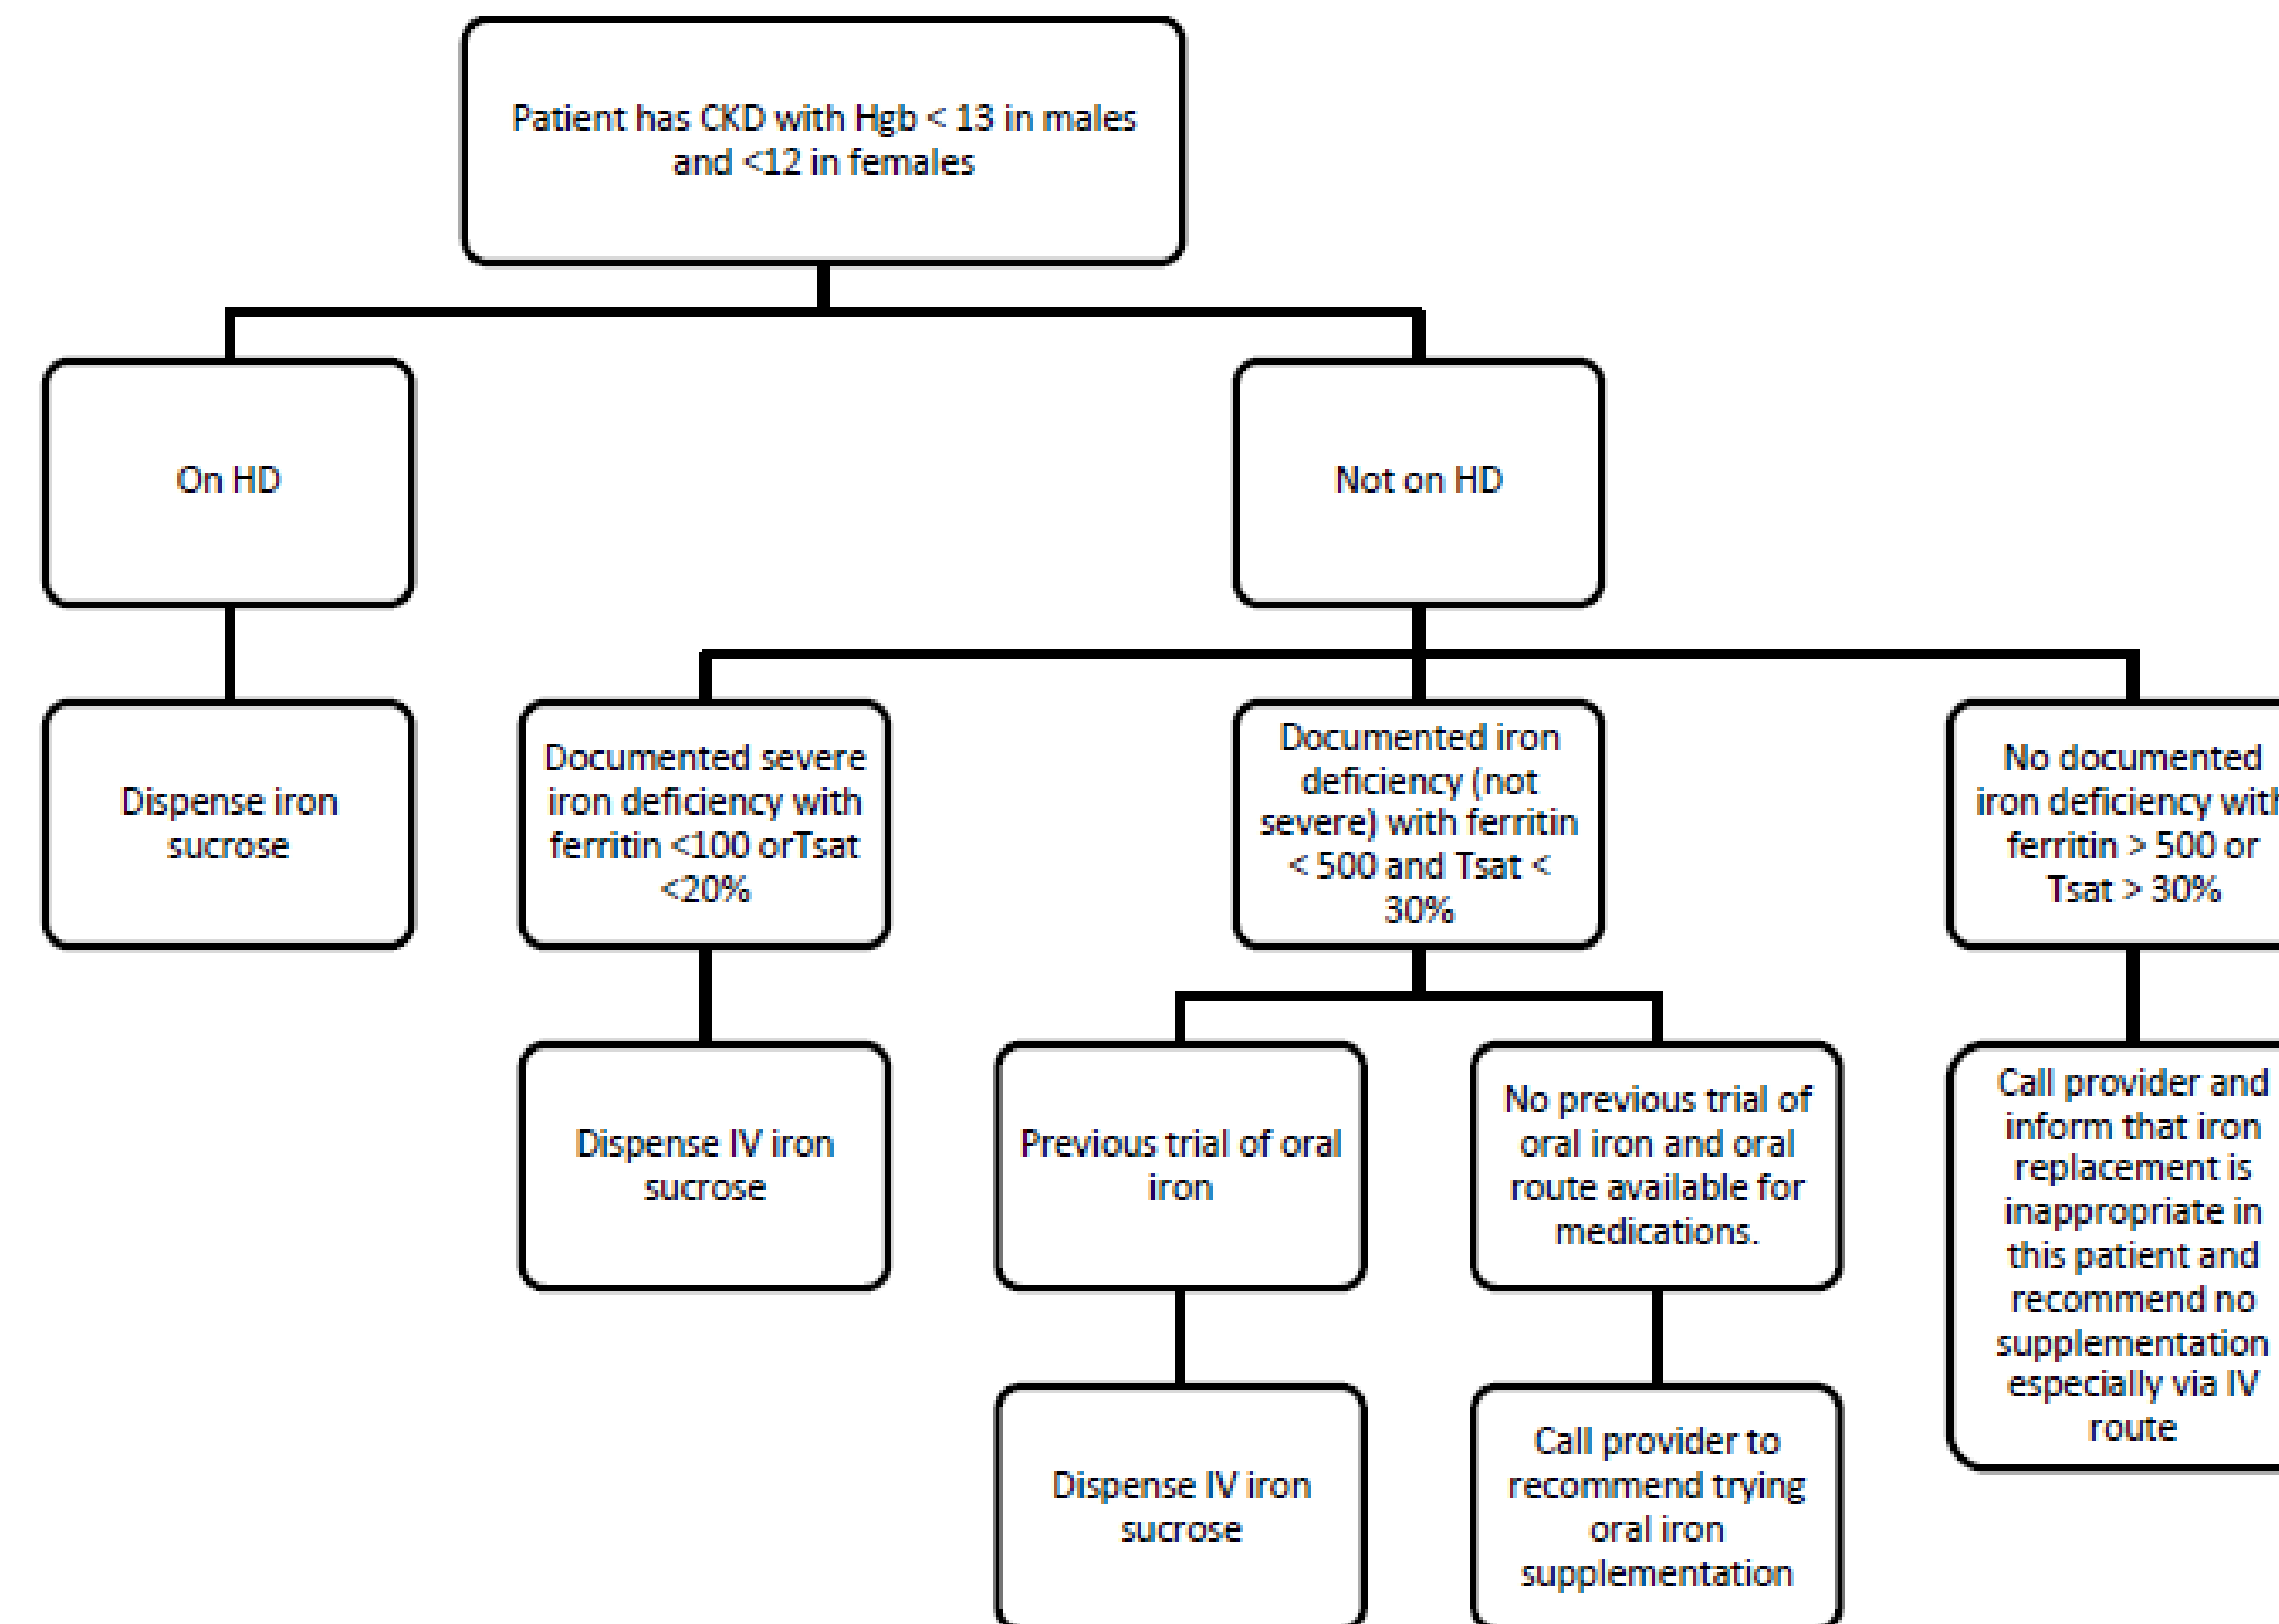 Patient has CKD with Hgb < 13 in males
and <12 in females
On HD
Not on HD
Dispense iron
sucrose
Documented severe
iron deficiency with
ferritin <100 orTsat
<20%
Documented iron
deficiency (not
severe) with ferritin
< 500 and Tsat <
30%
No documented
iron deficiency with
ferritin > 500 or
Tsat > 30%
Dispense IV iron
sucrose
Previous trial of oral
iron
No previous trial of
oral iron and oral
route available for
medications.
Call provider and
inform that iron
replacement is
inappropriate in
this patient and
recommend no
supplementation
especially via IV
route
Dispense IV iron
sucrose
Call provider to
recommend trying
oral iron
supplementation